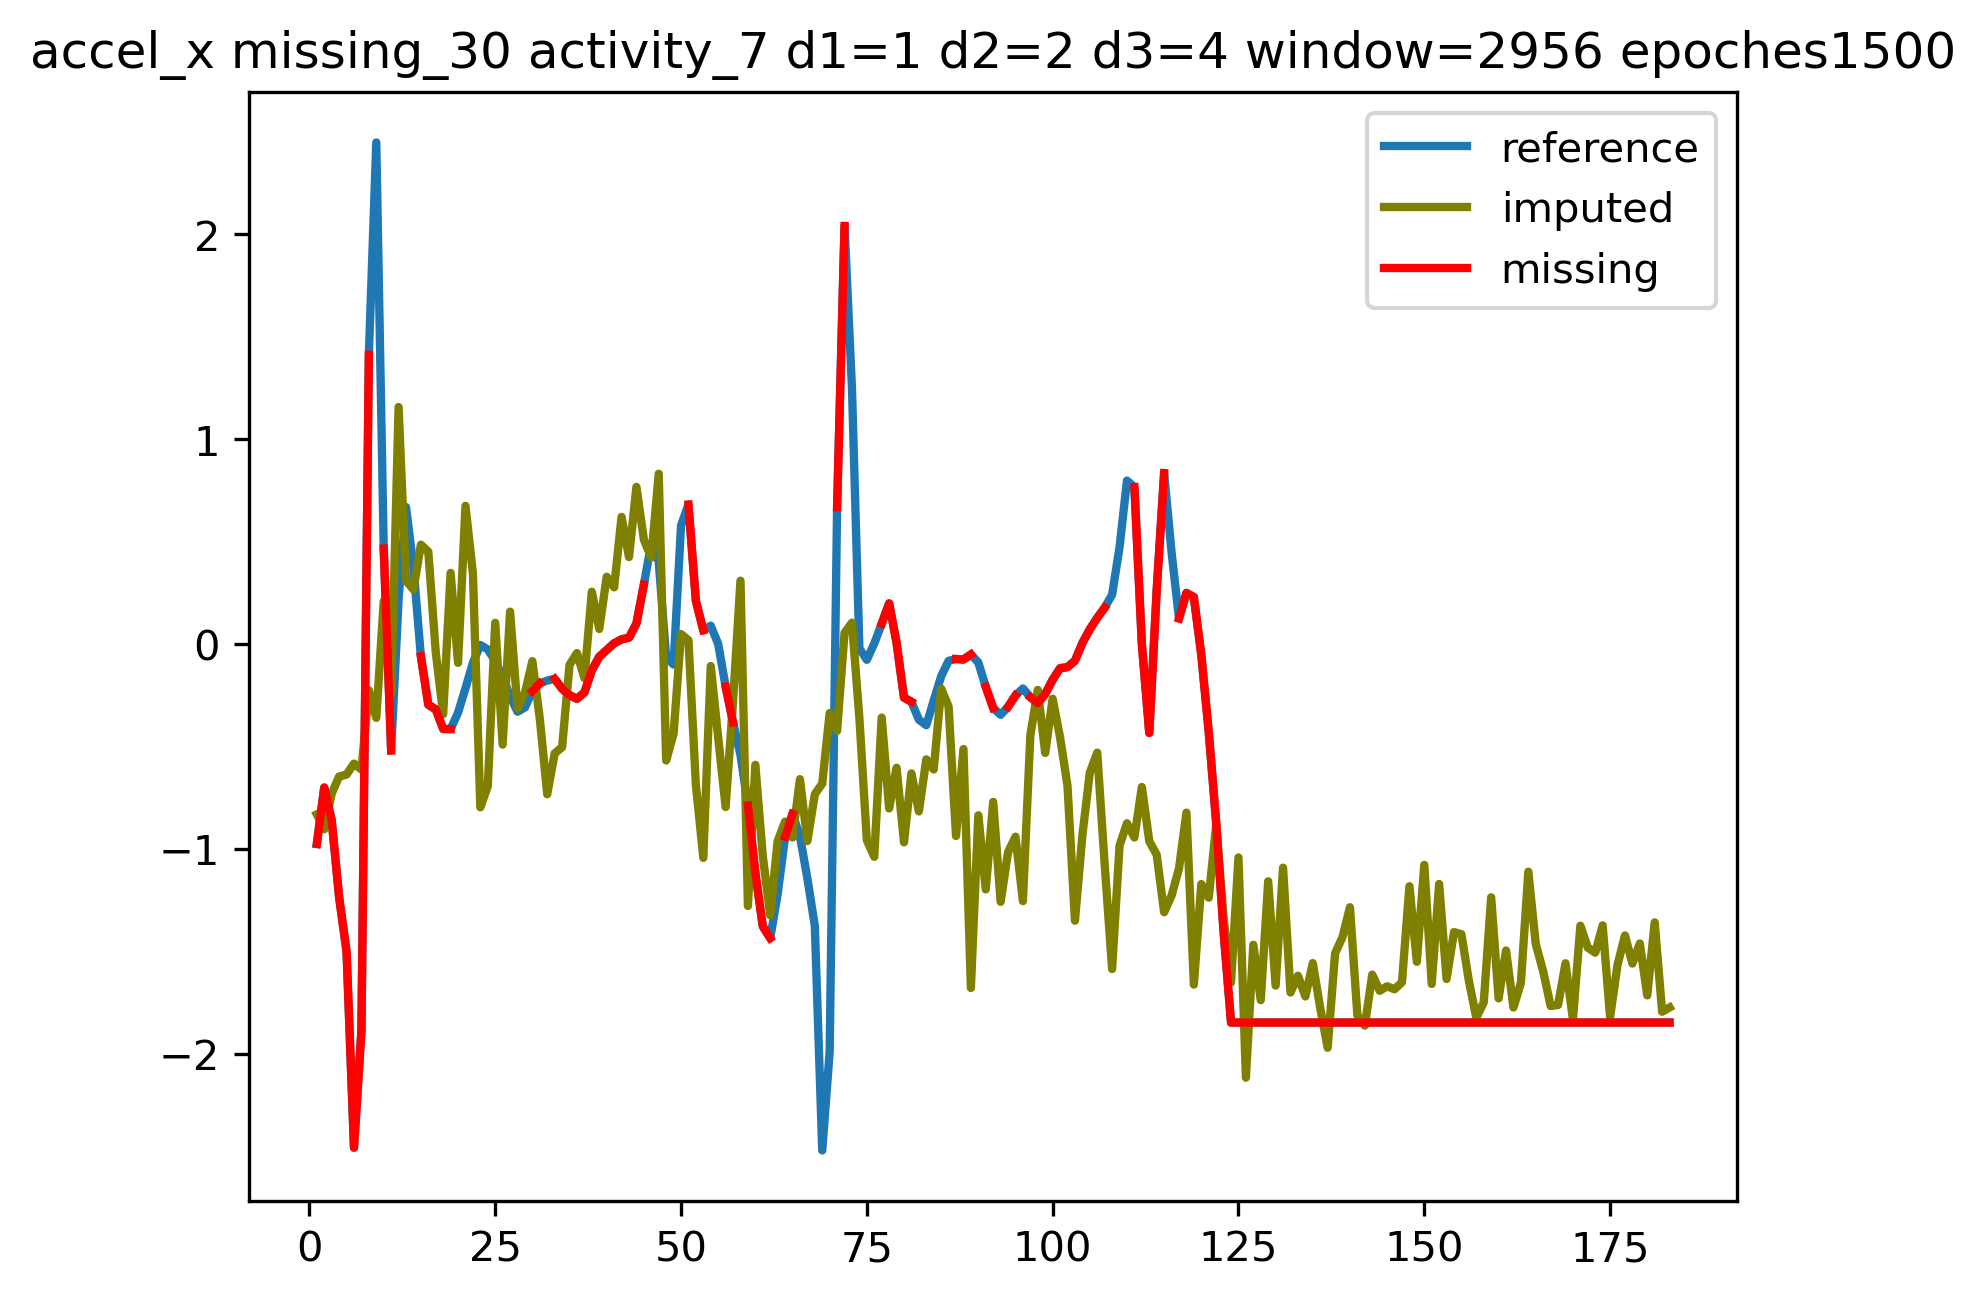 accel_x missing_30 activity_7 d1=1 d2=2 d3=4 window=2956 epoches1500
reference
imputed
missing
2
1
0
−1
−2
0 25 50 75 100 125 150 175